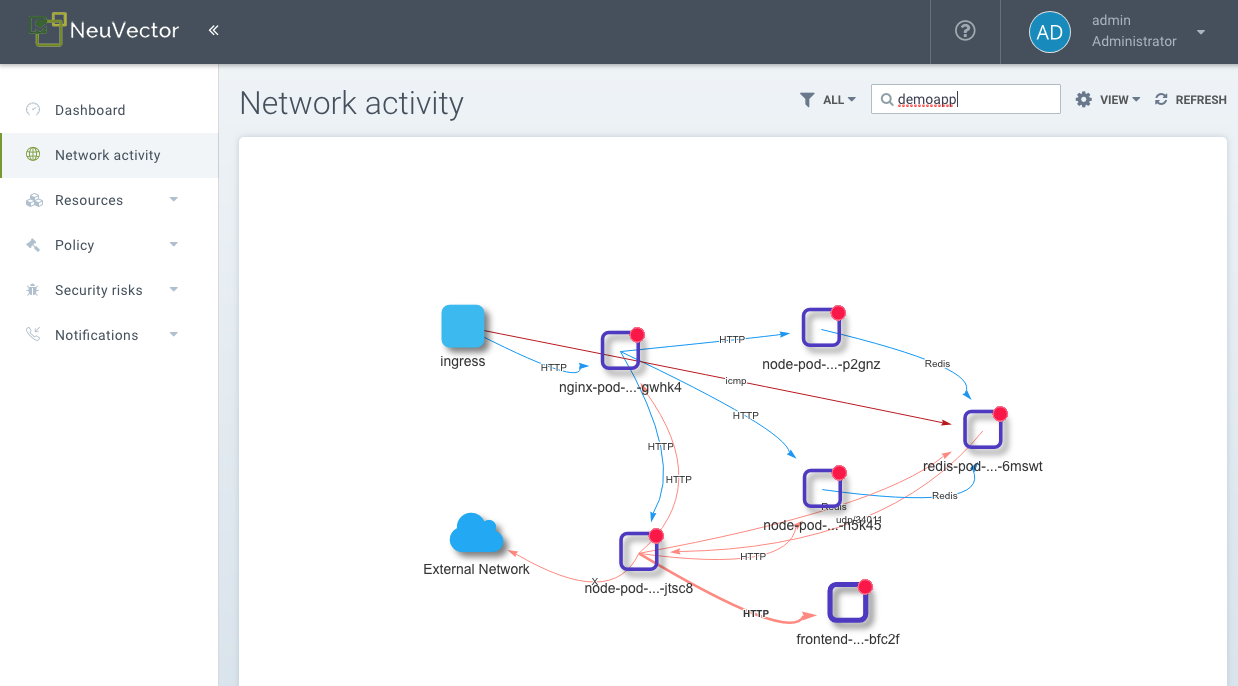 NeuVector «
?
AD
admin
Administrator
Dashboard
Network activity
Resources
Policy
Security risks
Notifications
Network activity
ALL
demoapp
VIEW
REFRESH
ingress
HTTP
nginx-pod-...-gwhk4
HTTP
node-pod-...-p2gnz
Redis
icmp
HTTP
redis-pod-...-6mswt
HTTP
HTTP
Redis
Redis
udp/34011
node-pod-...-n5k45
HTTP
External Network
X
node-pod-...-jtsc8
HTTP
frontend-...-bfc2f